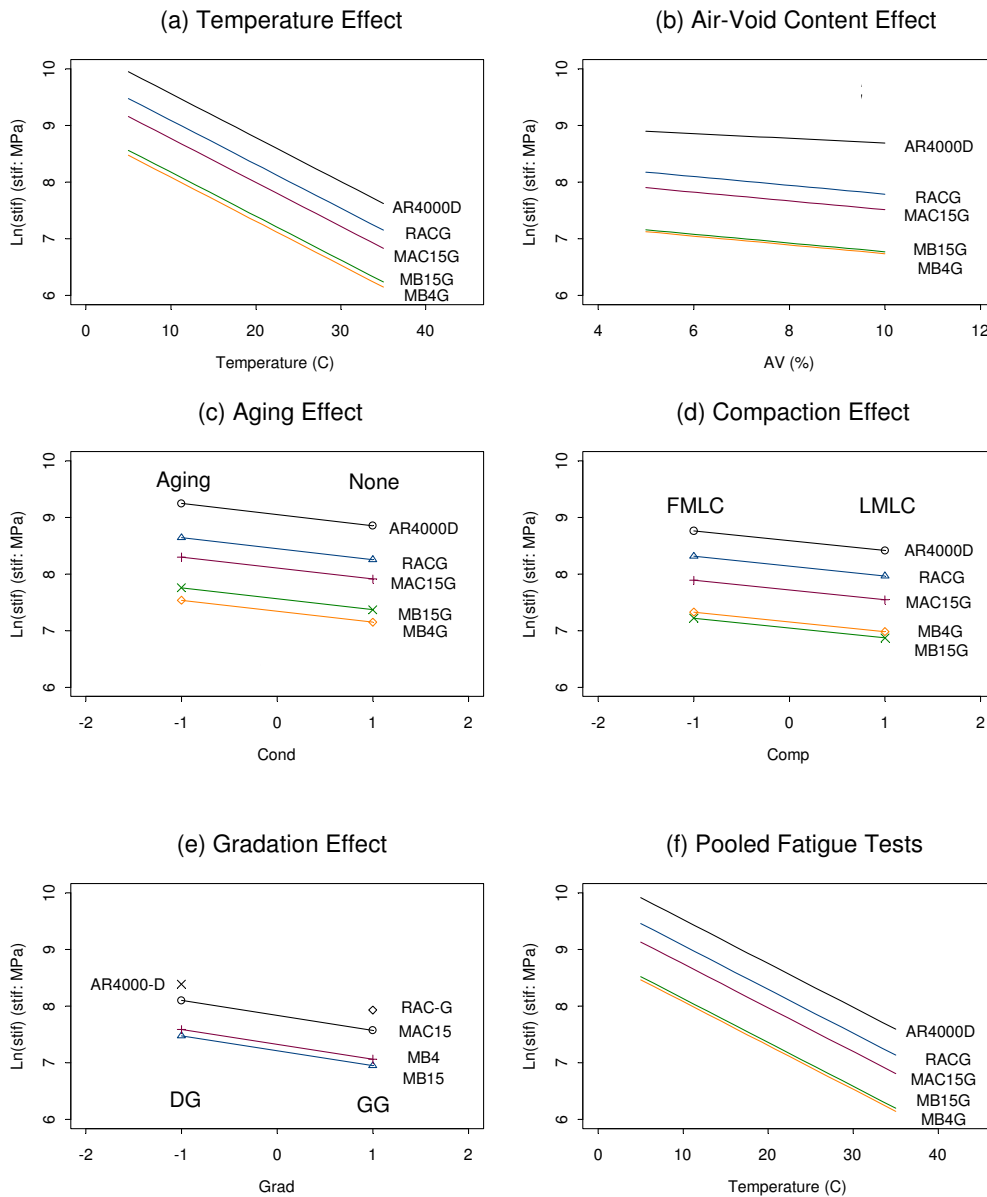 (a) Temperature Effect
Ln(stif) (stif: MPa)
10
9
8
7
6
AR4000D
RACG
MAC15G
MB15G
MB4G
0 10 20 30 40
Temperature (C)
(b) Air-Void Content Effect
Ln(stif) (stif: MPa)
10
9
8
7
6
AR4000D
RACG
MAC15G
MB15G
MB4G
4 6 8 10 12
AV (%)
(c) Aging Effect
Ln(stif) (stif: MPa)
10
9
8
7
6
Aging None
AR4000D
RACG
MAC15G
MB15G
MB4G
-2 -1 0 1 2
Cond
(d) Compaction Effect
Ln(stif) (stif: MPa)
10
9
8
7
6
FMLC LMLC
AR4000D
RACG
MAC15G
MB4G
MB15G
-2 -1 0 1 2
Comp
(e) Gradation Effect
Ln(stif) (stif: MPa)
10
9
8
7
6
AR4000-D
RAC-G
MAC15
MB4
MB15
DG GG
-2 -1 0 1 2
Grad
(f) Pooled Fatigue Tests
Ln(stif) (stif: MPa)
10
9
8
7
6
AR4000D
RACG
MAC15G
MB15G
MB4G
0 10 20 30 40
Temperature (C)